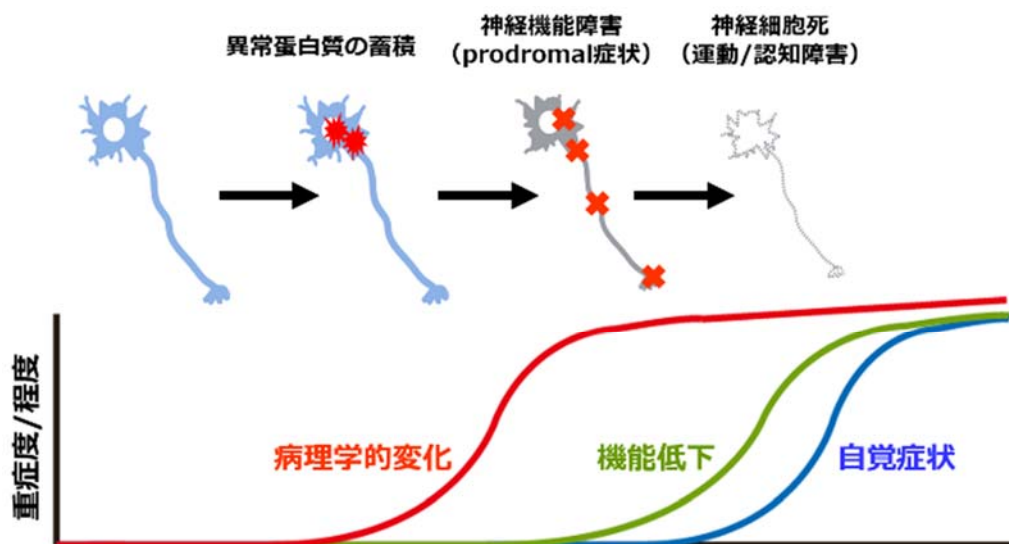 異常蛋白質の蓄積
神経機能障害
（prodromal症状）
神経細胞死
（運動/認知障害）
重症度/程度
病理学的変化
機能低下
自覚症状